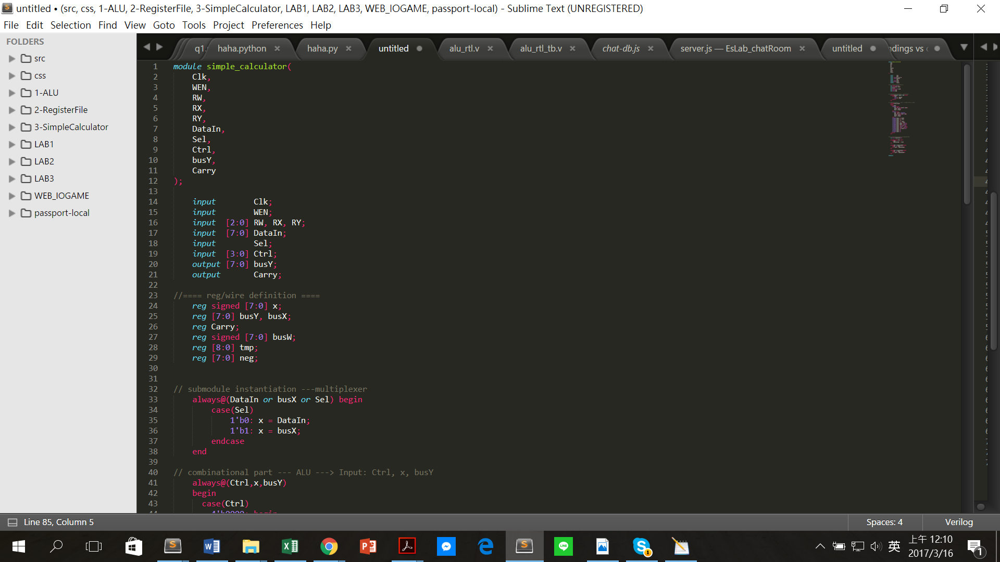 untitled • (src, css, 1-ALU, 2-RegisterFile, 3-SimpleCalculator, LAB1, LAB2, LAB3, WEB_IOGAME, passport-local) - Sublime Text (UNREGISTERED)
File Edit Selection Find View Goto Tools Project Preferences Help
FOLDERS
src
css
1-ALU
2-RegisterFile
3-SimpleCalculator
LAB1
LAB2
LAB3
WEB_IOGAME
passport-local
q1. haha.python haha.py untitled alu_rtl.v alu_rtl_tb.v chat-db.js server.js — EsLab_chatRoom untitled ndings vs
1 module simple_calculator(
2 Clk,
3 WEN,
4 RW,
5 RX,
6 RY,
7 DataIn,
8 Sel,
9 Ctrl,
10 busY,
11 Carry
12 );
13
14 input Clk;
15 input WEN;
16 input [2:0] RW, RX, RY;
17 input [7:0] DataIn;
18 input Sel;
19 input [3:0] Ctrl;
20 output [7:0] busY;
21 output Carry;
22
23 //==== reg/wire definition ====
24 reg signed [7:0] x;
25 reg [7:0] busY, busX;
26 reg Carry;
27 reg signed [7:0] busW;
28 reg [8:0] tmp;
29 reg [7:0] neg;
30
31
32 // submodule instantiation ---multiplexer
33 always@(DataIn or busX or Sel) begin
34 case(Sel)
35 1'b0: x = DataIn;
36 1'b1: x = busX;
37 endcase
38 end
39
40 // combinational part --- ALU ---> Input: Ctrl, x, busY
41 always@(Ctrl,x,busY)
42 begin
43 case(Ctrl)
44 4'b0000: begin
Line 85, Column 5 Spaces: 4 Verilog
英
上午 12:10
2017/3/16
1